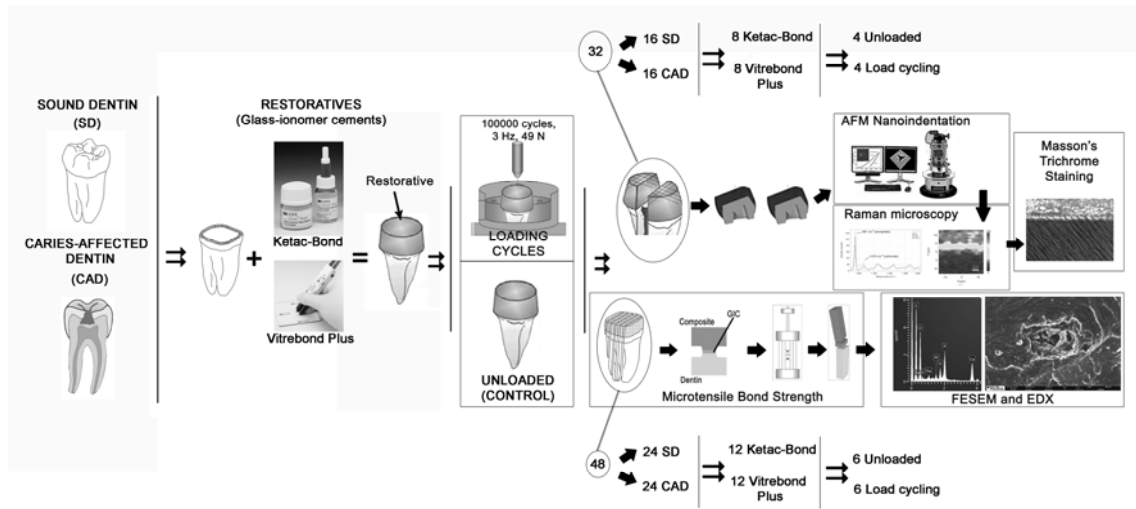 SOUND DENTIN
(SD)
CARIES-AFFECTED
DENTIN
(CAD)
RESTORATIVES
(Glass-ionomer cements)
Ketac-Bond
Vitrebond Plus
+
=
Restorative
100000 cycles,
3 Hz, 49 N
LOADING
CYCLES
UNLOADED
(CONTROL)
32
16 SD
16 CAD
8 Ketac-Bond
8 Vitrebond
Plus
4 Unloaded
4 Load cycling
AFM Nanoindentation
Raman microscopy
Masson's
Trichrome
Staining
Composite
GIC
Dentin
Microtensile Bond Strength
FESEM and EDX
48
24 SD
24 CAD
12 Ketac-Bond
12 Vitrebond
Plus
6 Unloaded
6 Load cycling